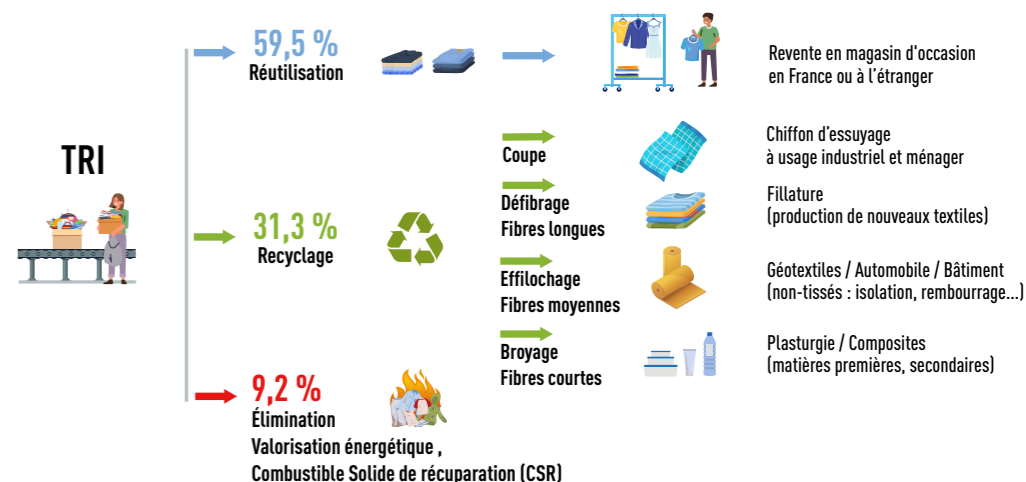 TRI
59,5 %
Réutilisation
Revente en magasin d'occasion
en France ou à l'étranger
31,3 %
Recyclage
Coupe
Chiffon d'essuyage
à usage industriel et ménager
Défibrage
Fibres longues
Fillature
(production de nouveaux textiles)
Effilochage
Fibres moyennes
Géotextiles / Automobile / Bâtiment
(non-tissés : isolation, rembourrage...)
Broyage
Fibres courtes
Plasturgie / Composites
(matières premières, secondaires)
9,2 %
Élimination
Valorisation énergétique ,
Combustible Solide de récuparation (CSR)